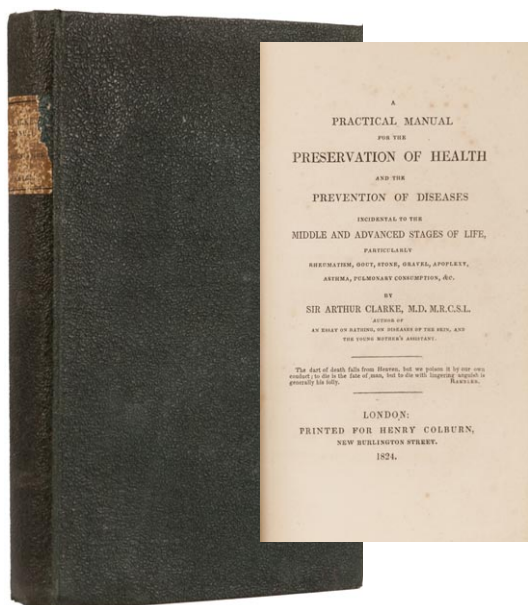 A
PRACTICAL MANUAL
FOR THE
PRESERVATION OF HEALTH
AND THE
PREVENTION OF DISEASES
INCIDENTAL TO THE
MIDDLE AND ADVANCED STAGES OF LIFE,
PARTICULARLY
RHEUMATISM, GOUT, STONE, GRAVEL, APOPLEXY,
ASTHMA, PULMONARY CONSUMPTION, &C.
BY
SIR ARTHUR CLARKE, M.D. M.R.C.S.L.
AUTHOR OF
AN ESSAY ON BATHING, ON DISEASES OF THE SKIN, AND
THE YOUNG MOTHER'S ASSISTANT.
The dart of death falls from Heaven, but we poison it by our own
conduct; to die is the fate of man, but to die with lingering anguish is
generally his folly. RAMBLER.
LONDON:
PRINTED FOR HENRY COLBURN,
NEW BURLINGTON STREET.
1824.